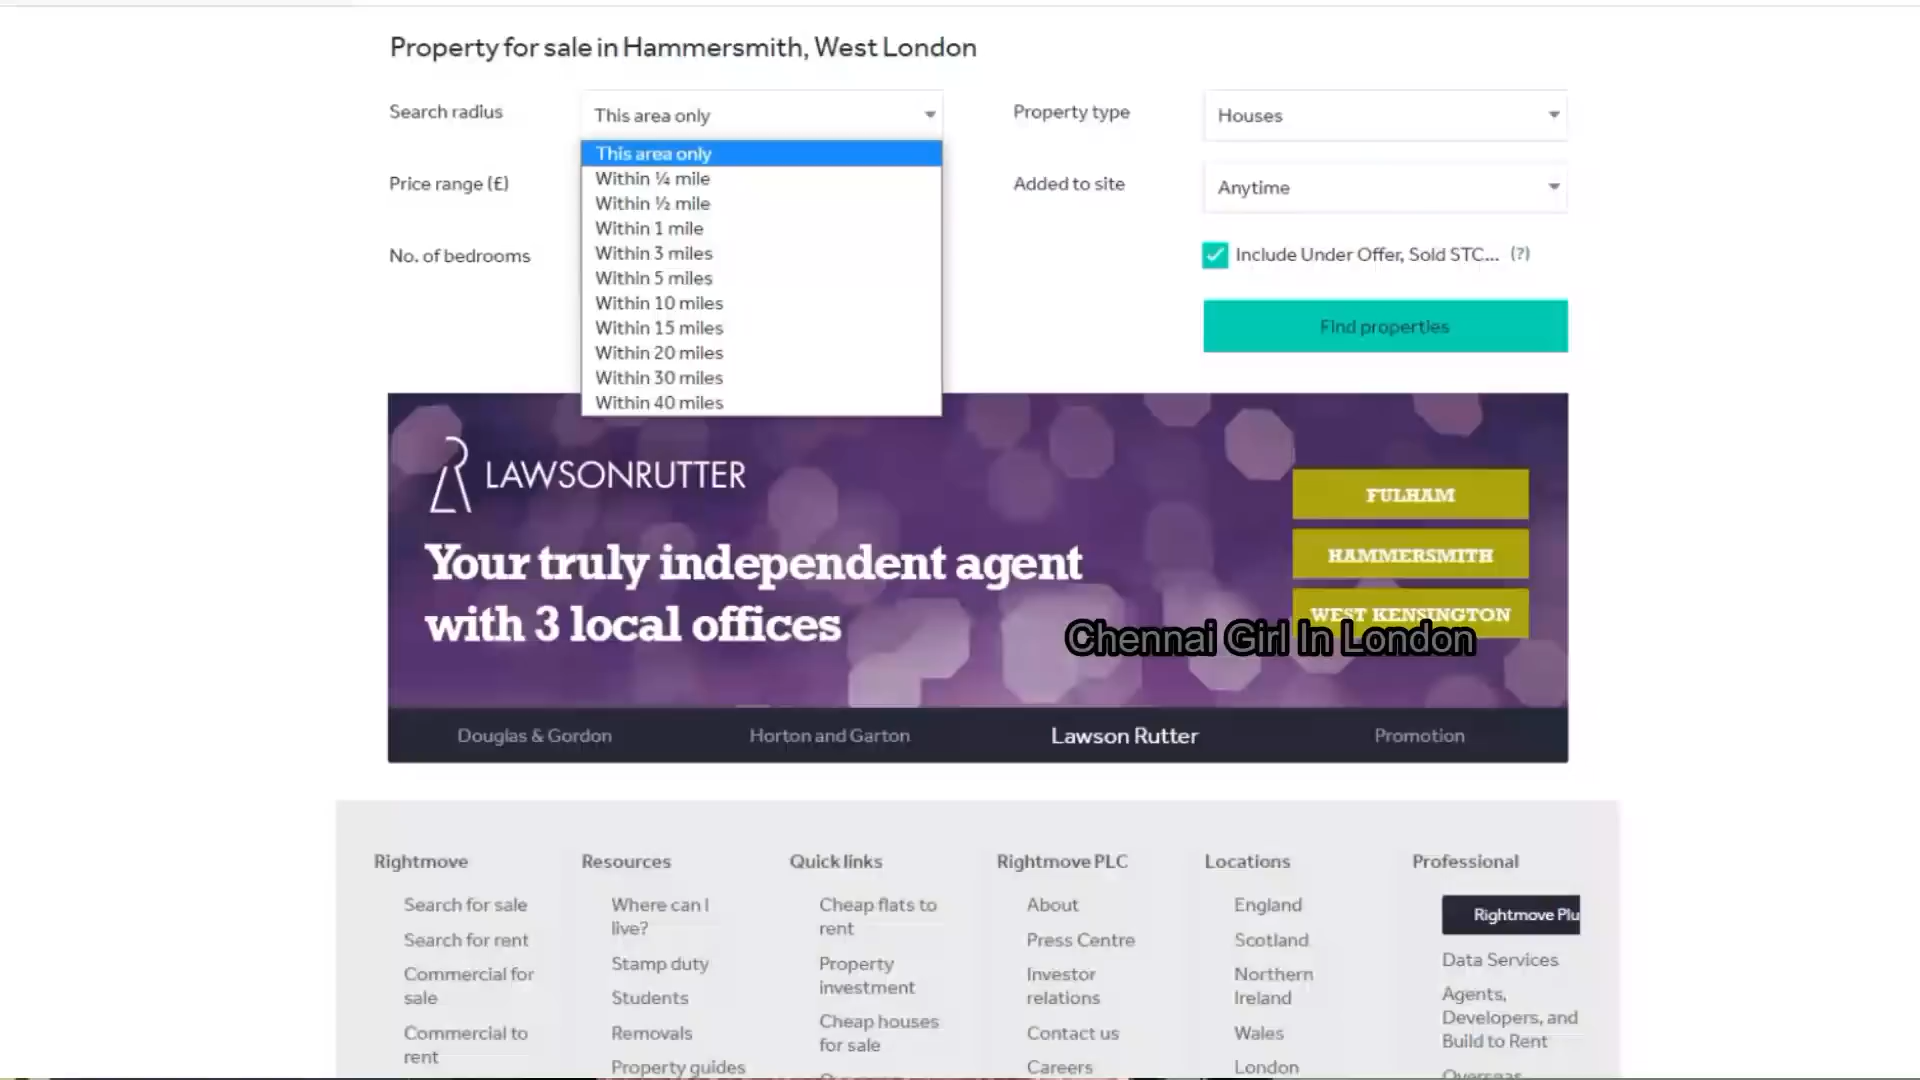 Property for sale in Hammersmith, West London
Search radius
This area only
Property type
Houses
This area only
Within ¼ mile
Price range (£)
Added to site
Anytime
Within ½ mile
Within 1 mile
No. of bedrooms
Within 3 miles
Include Under Offer, Sold STC... (?)
Within 5 miles
Within 10 miles
Within 15 miles
Find properties
Within 20 miles
Within 30 miles
Within 40 miles
LAWSONRUTTER
Your truly independent agent
with 3 local offices
FULHAM
HAMMERSMITH
WEST KENSINGTON
Chennai Girl In London
Douglas & Gordon
Horton and Garton
Lawson Rutter
Promotion
Rightmove
Search for sale
Search for rent
Commercial for
sale
Commercial to
rent
Resources
Where can I
live?
Stamp duty
Students
Removals
Property guides
Quick links
Cheap flats to
rent
Property
investment
Cheap houses
for sale
Rightmove PLC
About
Press Centre
Investor
relations
Contact us
Careers
Locations
England
Scotland
Northern
Ireland
Wales
London
Professional
Rightmove Plu
Data Services
Agents,
Developers, and
Build to Rent
Overseas